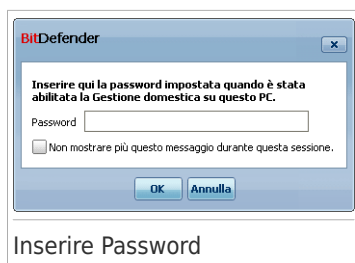 BitDefender
Inserire qui la password impostata quando è stata
abilitata la Gestione domestica su questo PC.
Password
Non mostrare più questo messaggio durante questa sessione.
OK Annulla
Inserire Password